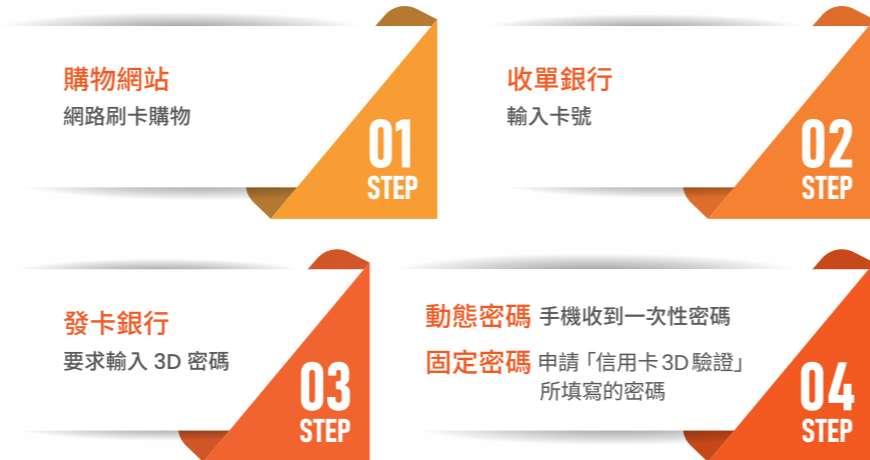 購物網站
網路刷卡購物
01
STEP
收單銀行
輸入卡號
02
STEP
發卡銀行
要求輸入 3D 密碼
03
STEP
動態密碼 手機收到一次性密碼
固定密碼 申請「信用卡3D驗證」
所填寫的密碼
04
STEP